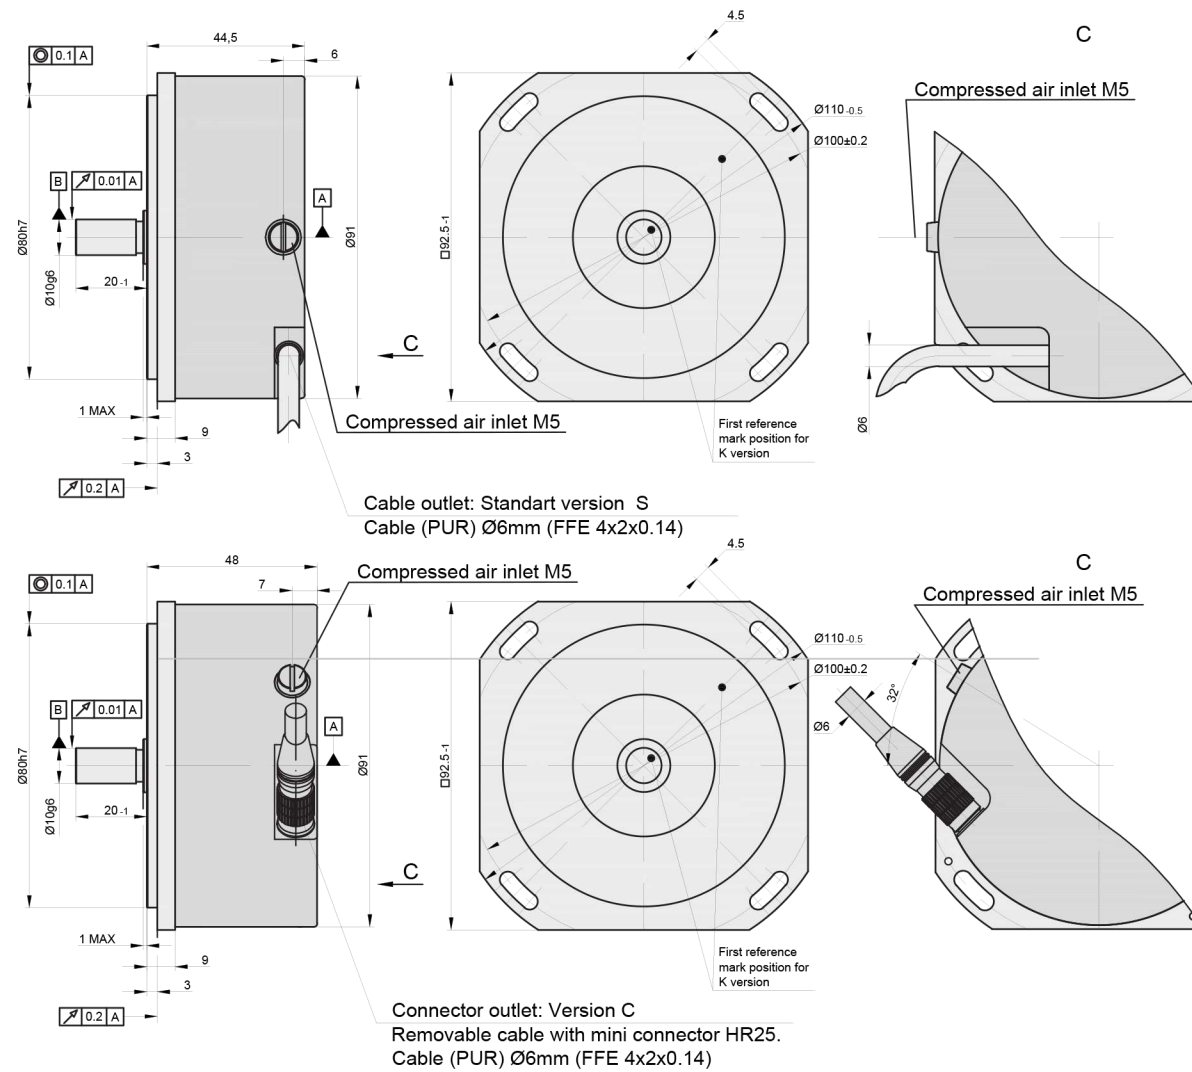 44,5
6
4.5
C
0.1 A
Compressed air inlet M5
Ø110 -0.5
Ø100±0.2
B
0.01 A
A
Ø80h7
Ø91
□92.5-1
20 -1
Ø10g6
C
Ø6
1 MAX
Compressed air inlet M5
First reference
mark position for
K version
9
3
0.2 A
Cable outlet: Standart version S
Cable (PUR) Ø6mm (FFE 4x2x0.14)
48
7
Compressed air inlet M5
4.5
C
0.1 A
Compressed air inlet M5
Ø110 -0.5
Ø100±0.2
32°
Ø6
B
0.01 A
A
Ø80h7
Ø91
□92.5-1
20 -1
Ø10g6
C
1 MAX
First reference
mark position for
K version
9
3
0.2 A
Connector outlet: Version C
Removable cable with mini connector HR25.
Cable (PUR) Ø6mm (FFE 4x2x0.14)